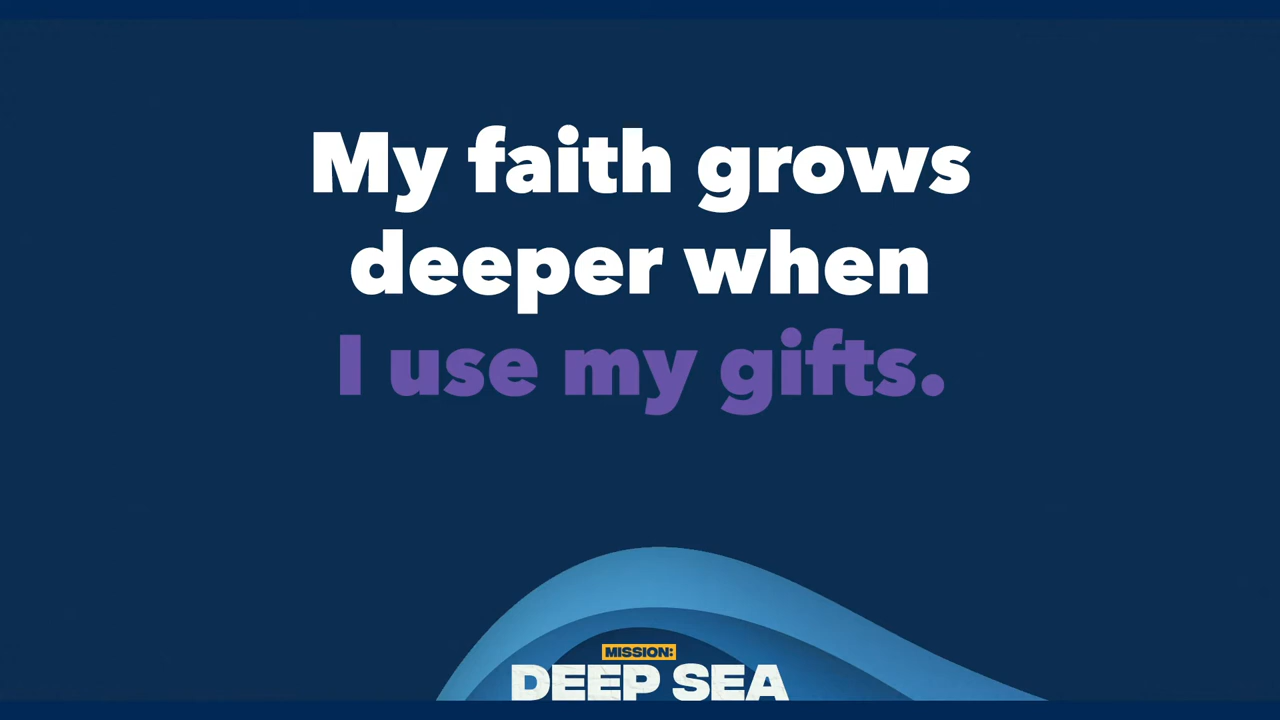 My faith grows
deeper when
I use my gifts.
MISSION:
DEEP SEA